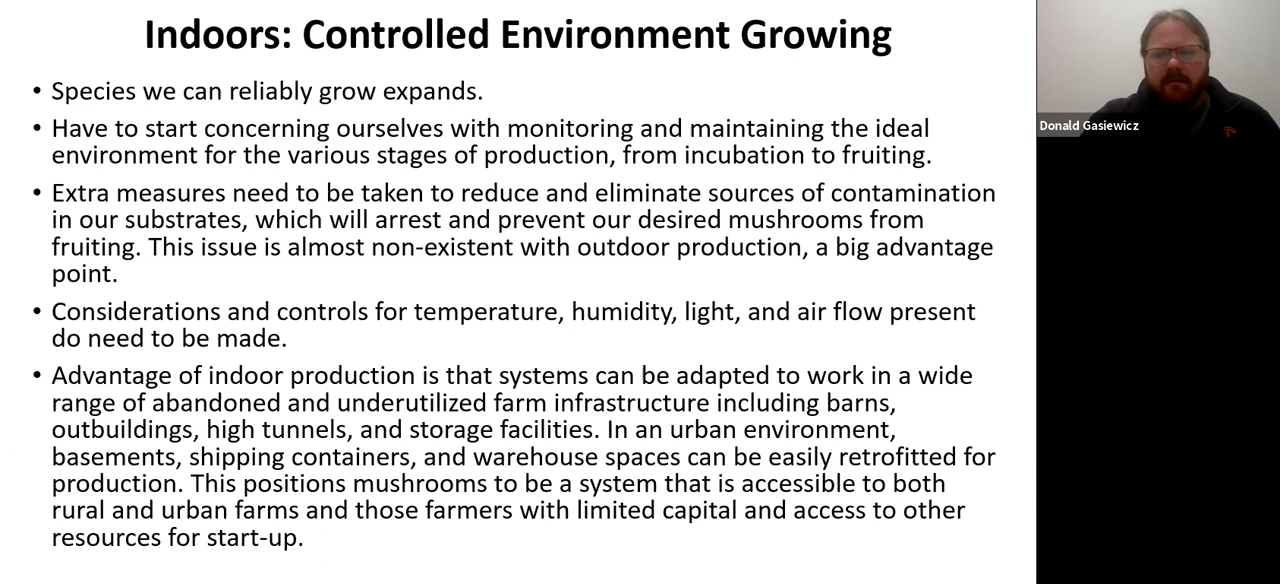 Indoors: Controlled Environment Growing
• Species we can reliably grow expands.
• Have to start concerning ourselves with monitoring and maintaining the ideal
environment for the various stages of production, from incubation to fruiting.
• Extra measures need to be taken to reduce and eliminate sources of contamination
in our substrates, which will arrest and prevent our desired mushrooms from
fruiting. This issue is almost non-existent with outdoor production, a big advantage
point.
• Considerations and controls for temperature, humidity, light, and air flow present
do need to be made.
• Advantage of indoor production is that systems can be adapted to work in a wide
range of abandoned and underutilized farm infrastructure including barns,
outbuildings, high tunnels, and storage facilities. In an urban environment,
basements, shipping containers, and warehouse spaces can be easily retrofitted for
production. This positions mushrooms to be a system that is accessible to both
rural and urban farms and those farmers with limited capital and access to other
resources for start-up.
Donald Gasiewicz